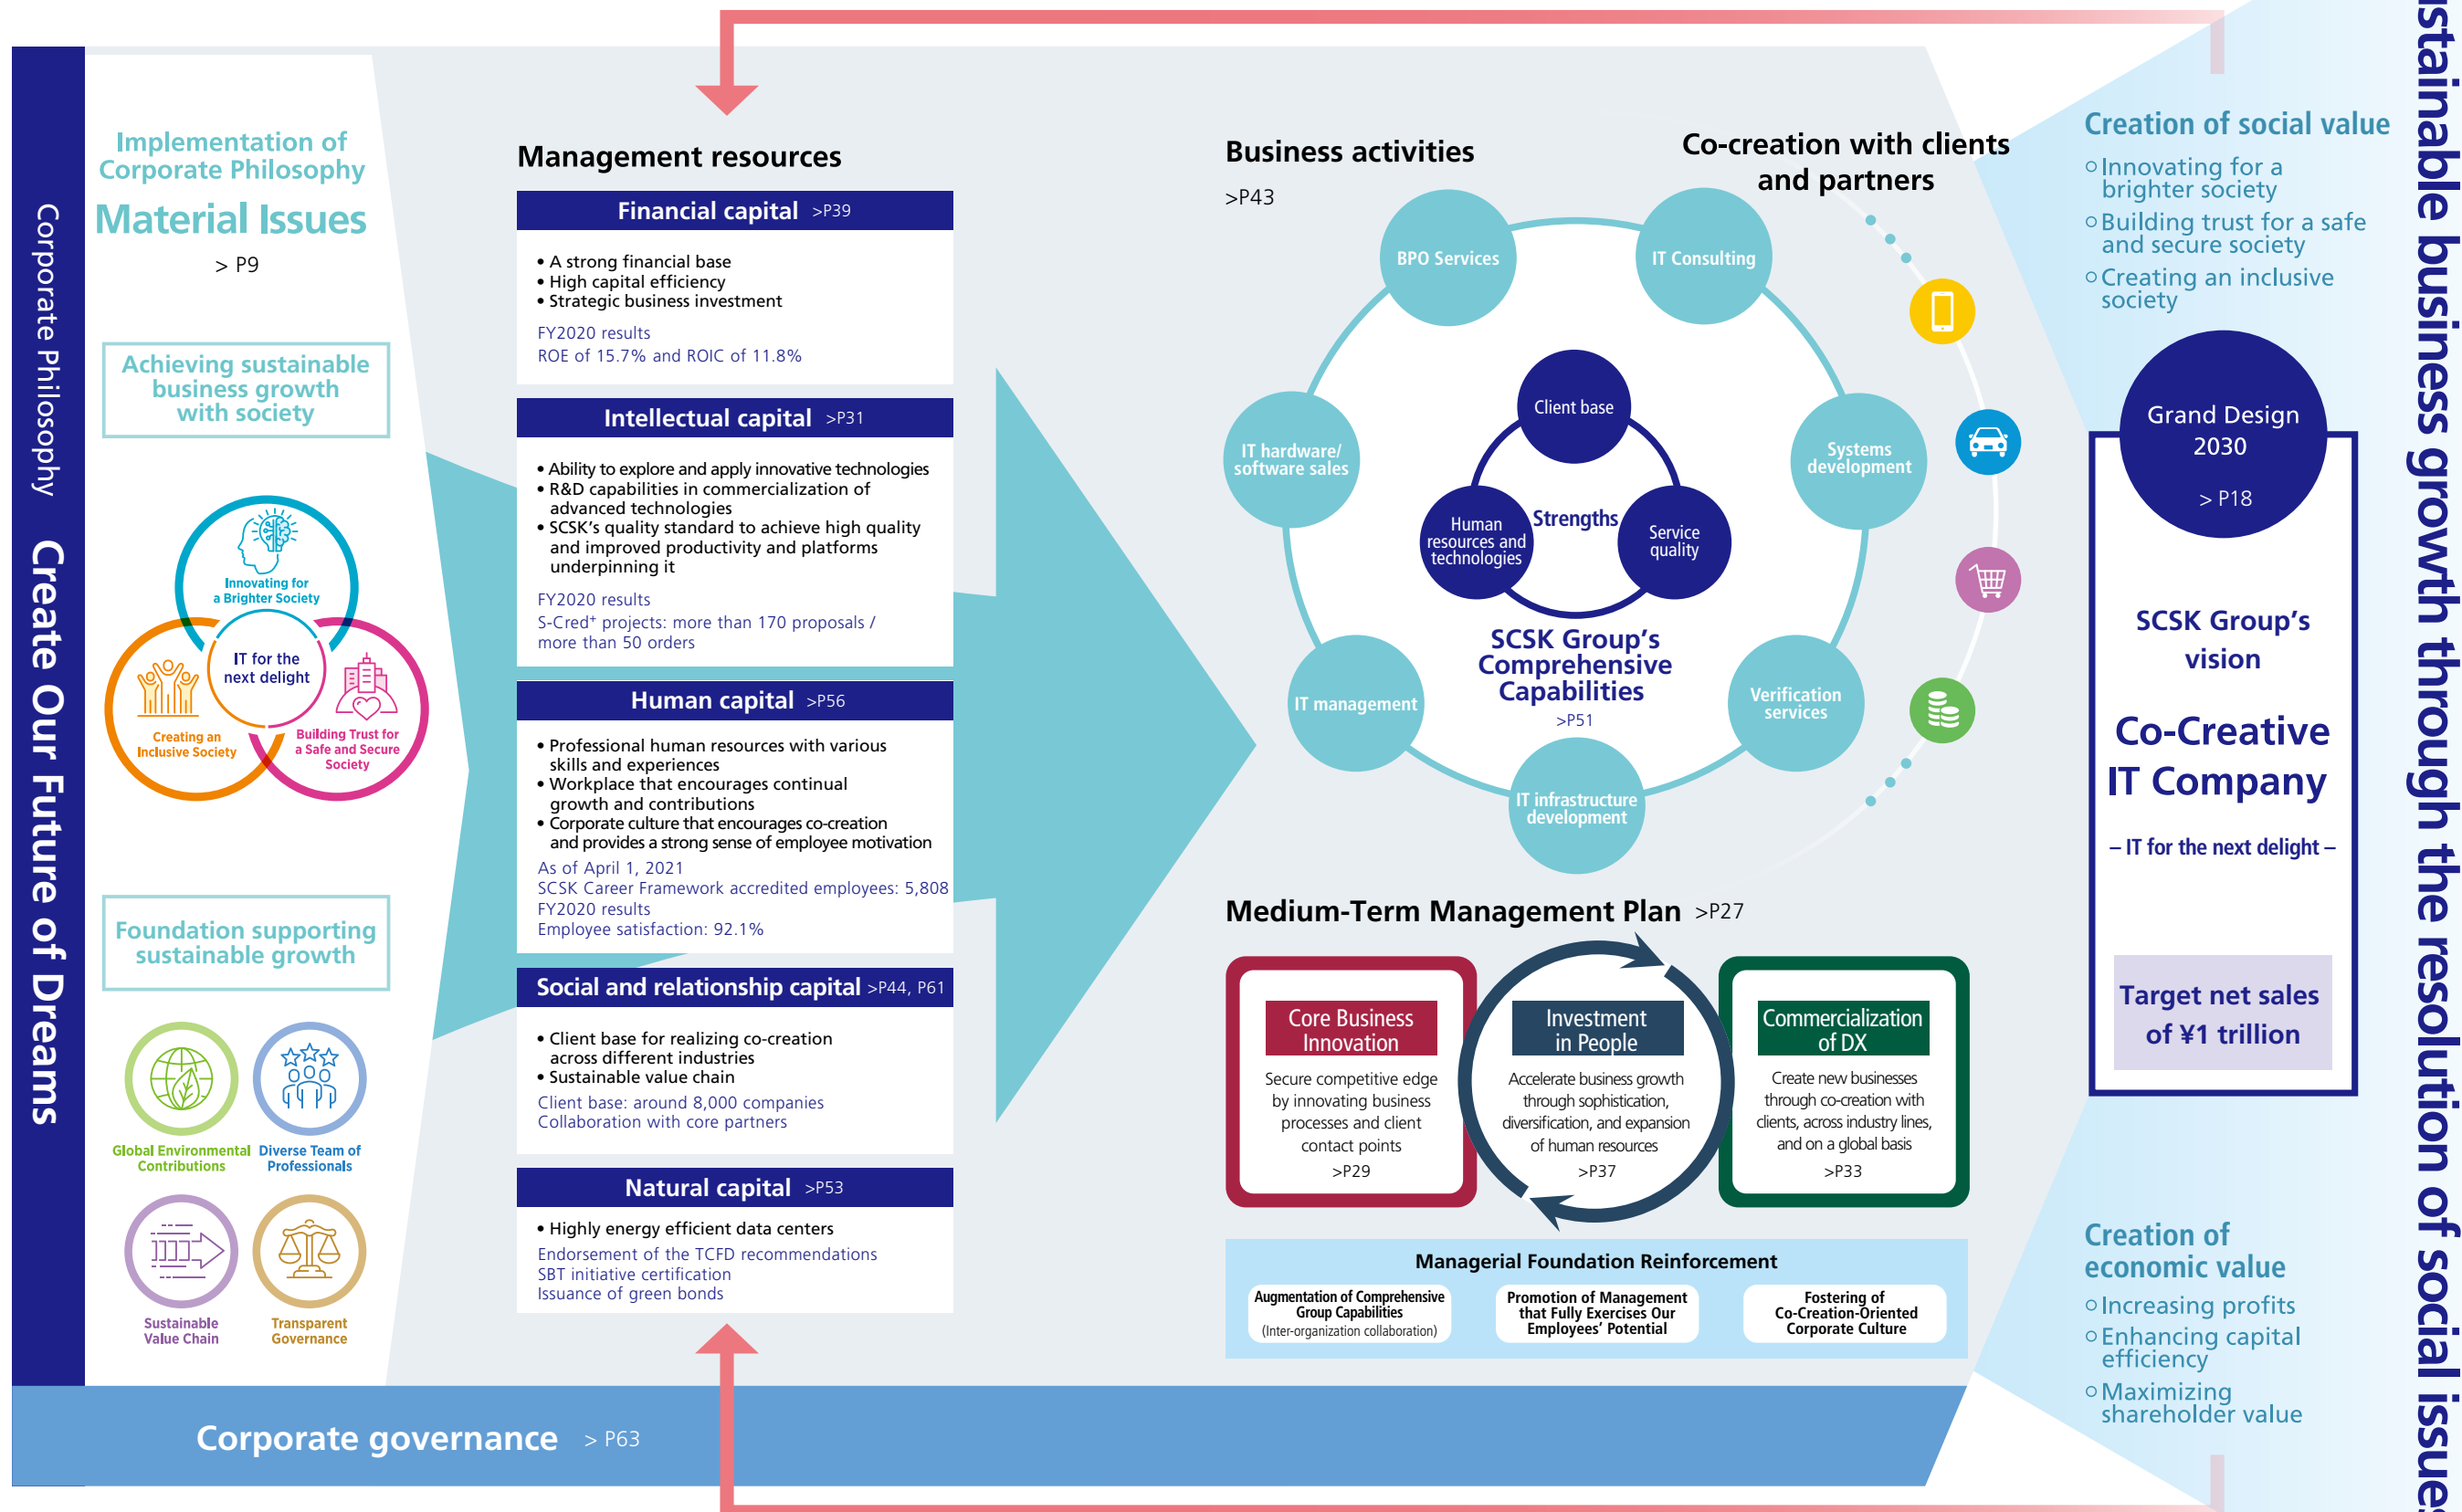 Corporate Philosophy Create Our Future of Dreams
Implementation of
Corporate Philosophy
Material Issues
> P9
Achieving sustainable
business growth
with society
Innovating for
a Brighter Society
IT for the
next delight
Creating an
Inclusive Society
Building Trust for
a Safe and Secure
Society
Foundation supporting
sustainable growth
Global Environmental
Contributions
Diverse Team of
Professionals
Sustainable
Value Chain
Transparent
Governance
Management resources
Financial capital >P39
• A strong financial base
• High capital efficiency
• Strategic business investment
FY2020 results
ROE of 15.7% and ROIC of 11.8%
Intellectual capital >P31
• Ability to explore and apply innovative technologies
• R&D capabilities in commercialization of
advanced technologies
• SCSK's quality standard to achieve high quality
and improved productivity and platforms
underpinning it
FY2020 results
S-Cred+ projects: more than 170 proposals /
more than 50 orders
Human capital >P56
• Professional human resources with various
skills and experiences
• Workplace that encourages continual
growth and contributions
• Corporate culture that encourages co-creation
and provides a strong sense of employee motivation
As of April 1, 2021
SCSK Career Framework accredited employees: 5,808
FY2020 results
Employee satisfaction: 92.1%
Social and relationship capital >P44, P61
• Client base for realizing co-creation
across different industries
• Sustainable value chain
Client base: around 8,000 companies
Collaboration with core partners
Natural capital >P53
• Highly energy efficient data centers
Endorsement of the TCFD recommendations
SBT initiative certification
Issuance of green bonds
Business activities
>P43
Co-creation with clients
and partners
BPO Services
IT Consulting
IT hardware/
software sales
Systems
development
IT management
Verification
services
IT infrastructure
development
Client base
Strengths
Human
resources and
technologies
Service
quality
SCSK Group's
Comprehensive
Capabilities
>P51
Medium-Term Management Plan >P27
Core Business
Innovation
Secure competitive edge
by innovating business
processes and client
contact points
>P29
Investment
in People
Accelerate business growth
through sophistication,
diversification, and expansion
of human resources
>P37
Commercialization
of DX
Create new businesses
through co-creation with
clients, across industry lines,
and on a global basis
>P33
Managerial Foundation Reinforcement
Augmentation of Comprehensive
Group Capabilities
(Inter-organization collaboration)
Promotion of Management
that Fully Exercises Our
Employees' Potential
Fostering of
Co-Creation-Oriented
Corporate Culture
Corporate governance > P63
Creation of social value
○ Innovating for a
brighter society
○ Building trust for a safe
and secure society
○ Creating an inclusive
society
Grand Design
2030
> P18
SCSK Group's
vision
Co-Creative
IT Company
– IT for the next delight –
Target net sales
of ¥1 trillion
Creation of
economic value
○ Increasing profits
○ Enhancing capital
efficiency
○ Maximizing
shareholder value
stainable business growth through the resolution of social issues